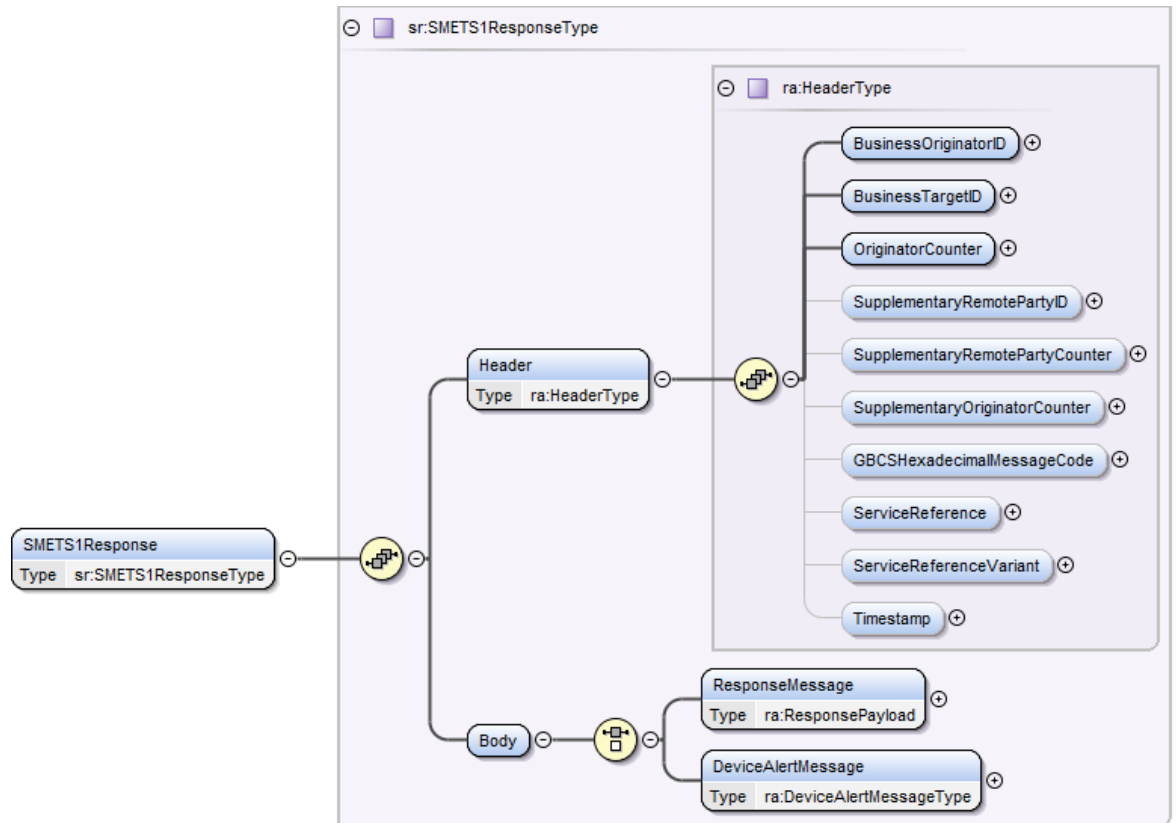 sr:SMETS1ResponseType
ra:HeaderType
BusinessOriginatorID
BusinessTargetID
OriginatorCounter
SupplementaryRemotePartyID
SupplementaryRemotePartyCounter
SupplementaryOriginatorCounter
GBCSHexadecimalMessageCode
ServiceReference
ServiceReferenceVariant
Timestamp
Header
Type ra:HeaderType
SMETS1Response
Type sr:SMETS1ResponseType
Body
ResponseMessage
Type ra:ResponsePayload
DeviceAlertMessage
Type ra:DeviceAlertMessageType